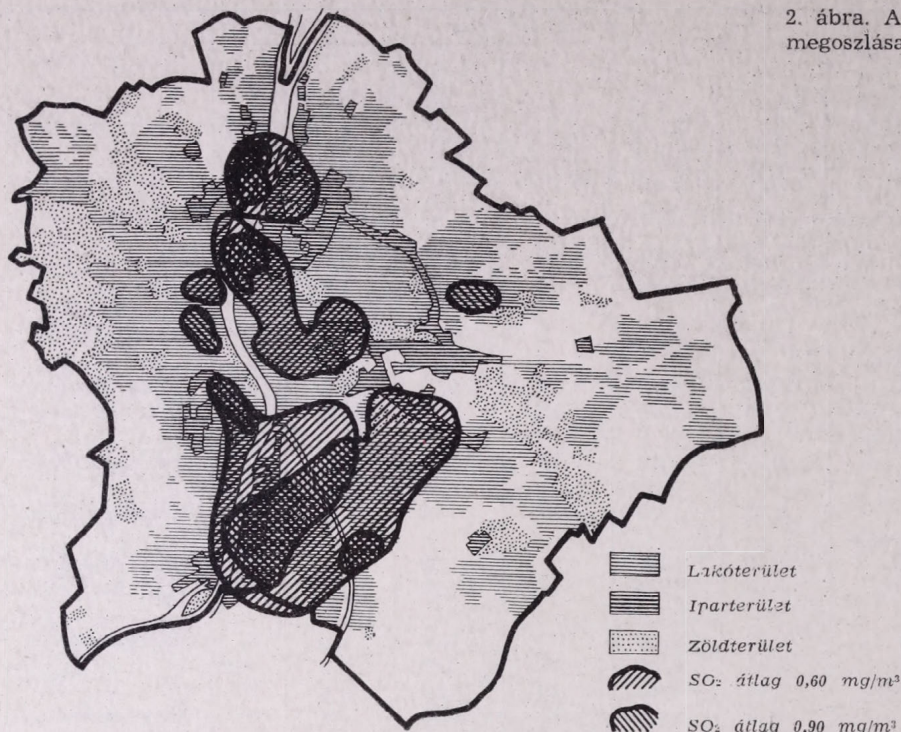 2. ábra. A
megoszlása
Lakóterület
Iparterület
Zöldterület
SO₂ átlag 0,60 mg/m³
SO₂ átlag 0,90 mg/m³